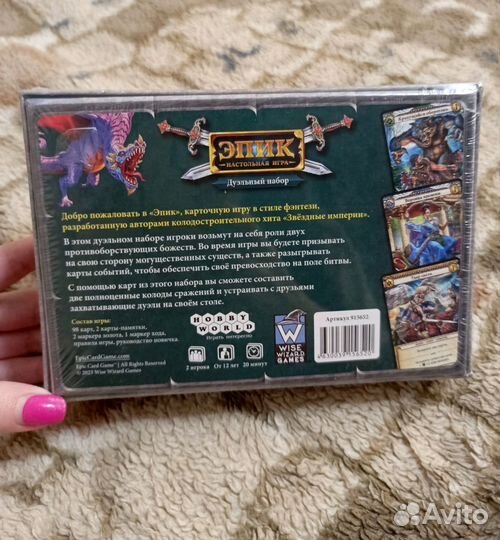 ЭПИК
НАСТОЛЬНАЯ ИГРА
Дуэльный набор
Добро пожаловать в «Эпик», карточную игру в стиле фэнтези,
разработанную авторами колодостроительного хита «Звёздные империи».
В этом дуэльном наборе игроки возьмут на себя роли двух
противоборствующих божеств. Во время игры вы будете призывать
на свою сторону могущественных существ, а также разыгрывать
карты событий, чтобы обеспечить своё превосходство на поле битвы.
С помощью карт из этого набора вы сможете составить
две полноценные колоды сражений и устраивать с друзьями
захватывающие дуэли на своём столе.
Состав игры:
98 карт, 2 карты-памятки,
2 маркера золота, 1 маркер хода,
правила игры, руководство новичка.
EpicCardGame.com
Epic Card Game™ | All Rights Reserved
© 2023 Wise Wizard Games
HOBBY
WORLD
Играть интересно
2 игрока
От 12 лет
20 минут
WISE
WIZARD
GAMES
Артикул 915652
Avito